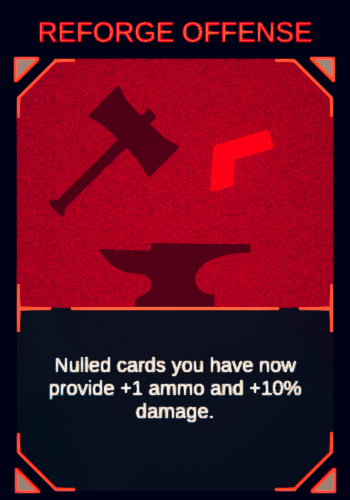 REFORGE OFFENSE
Nulled cards you have now
provide +1 ammo and +10%
damage.